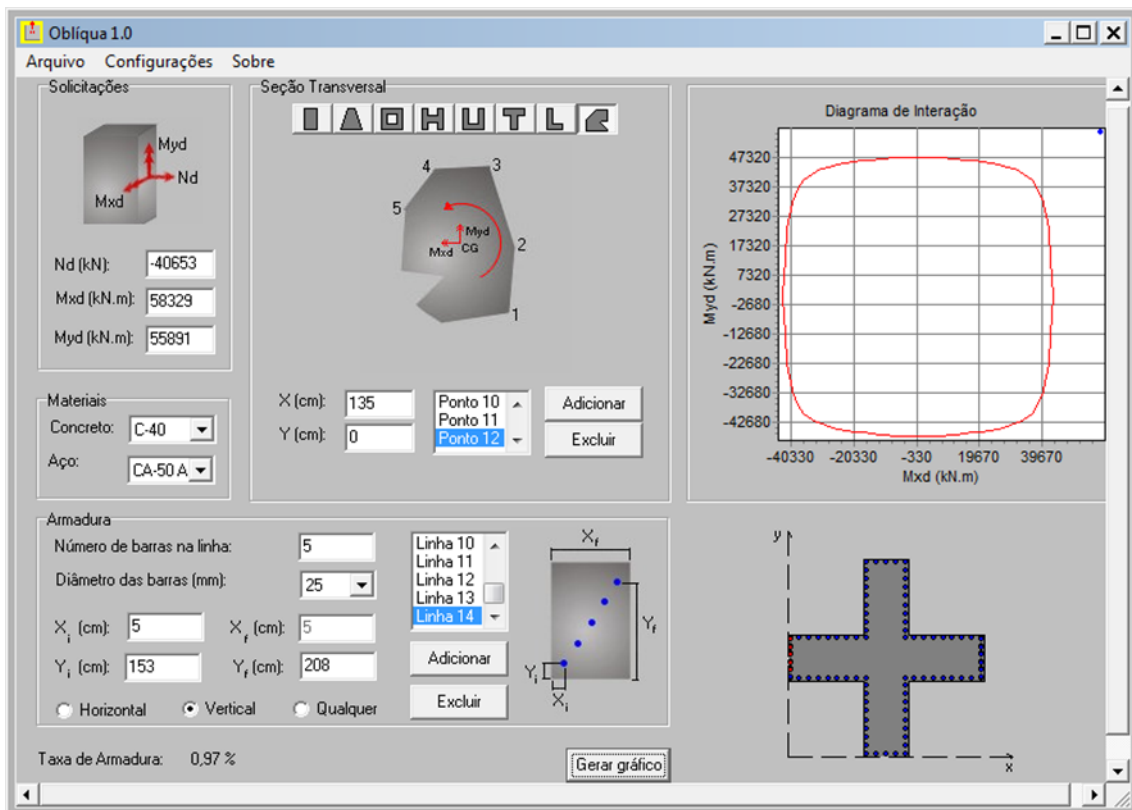 Oblíqua 1.0
Arquivo Configurações Sobre
Solicitações
Myd
Nd
Mxd
Nd (kN): -40653
Mxd (kN.m): 58329
Myd (kN.m): 55891
Materiais
Concreto: C-40
Aço: CA-50 A
Seção Transversal
4 3
5
Myd
Mxd CG
2
1
X (cm): 135
Y (cm): 0
Ponto 10
Ponto 11
Ponto 12
Adicionar
Excluir
Diagrama de Interação
47320
37320
27320
17320
7320
-2680
-12680
-22680
-32680
-42680
Myd (kN.m)
-40330 -20330 -330 19670 39670
Mxd (kN.m)
Armadura
Número de barras na linha: 5
Diâmetro das barras (mm): 25
Xi (cm): 5 Xf (cm): 5
Yi (cm): 153 Yf (cm): 208
Horizontal Vertical Qualquer
Linha 10
Linha 11
Linha 12
Linha 13
Linha 14
Adicionar
Excluir
Xf
Yf
Yi
Xi
y
x
Taxa de Armadura: 0,97 %
Gerar gráfico